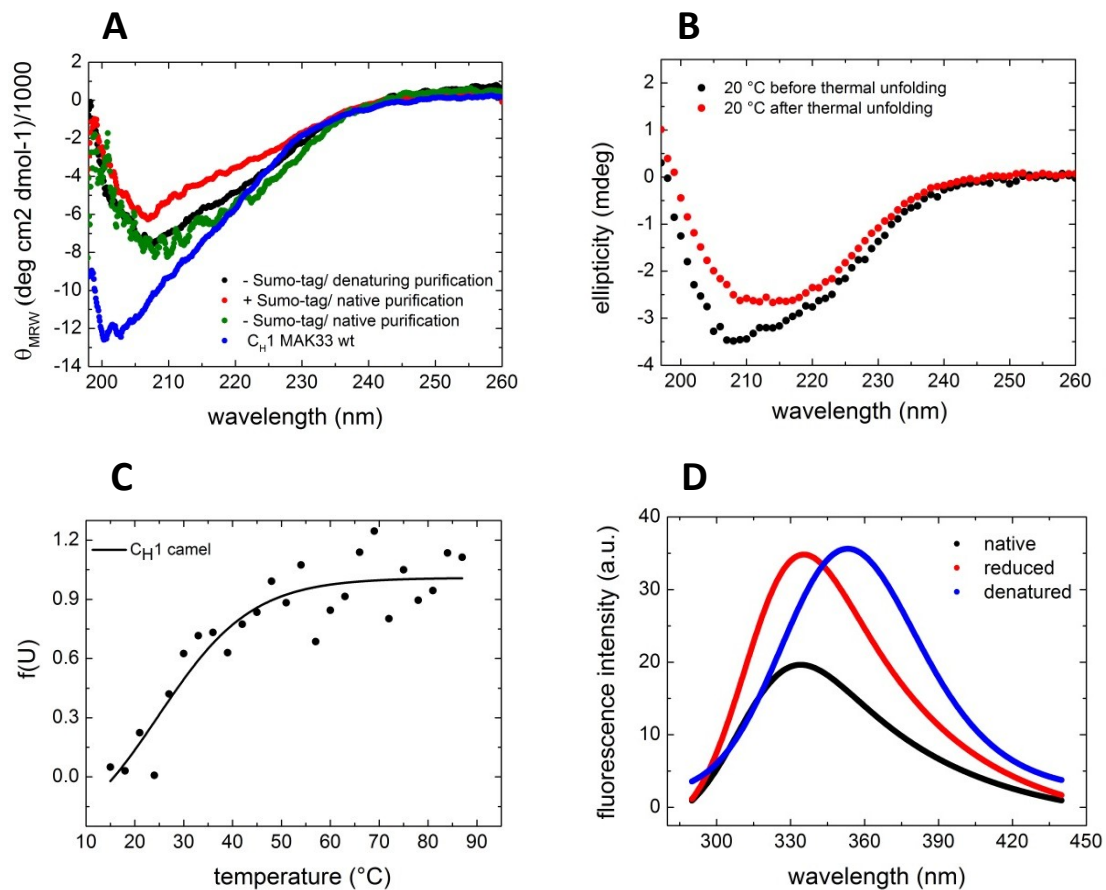 A
2
0
-2
-4
-6
-8
-10
-12
-14
θMRW (deg cm2 dmol-1)/1000
- Sumo-tag/ denaturing purification
+ Sumo-tag/ native purification
- Sumo-tag/ native purification
CH1 MAK33 wt
200 210 220 230 240 250 260
wavelength (nm)
B
2
1
0
-1
-2
-3
-4
ellipticity (mdeg)
20 °C before thermal unfolding
20 °C after thermal unfolding
200 210 220 230 240 250 260
wavelength (nm)
C
1.2
0.9
0.6
0.3
0.0
f(U)
CH1 camel
10 20 30 40 50 60 70 80 90 100
temperature (°C)
D
40
30
20
10
0
fluorescence intensity (a.u.)
native
reduced
denatured
300 330 360 390 420 450
wavelength (nm)